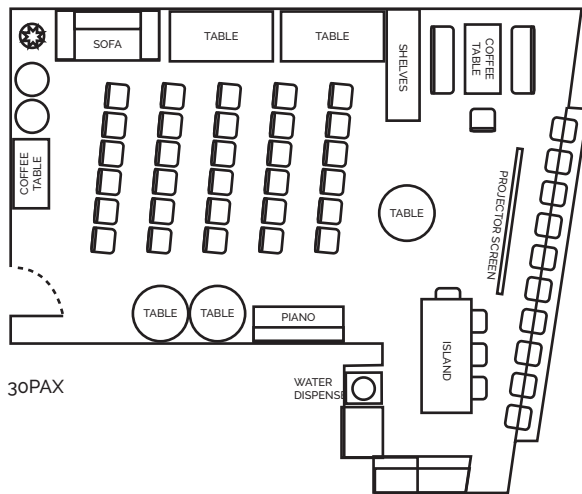 SOFA
TABLE
TABLE
SHELVES
COFFEE
TABLE
COFFEE
TABLE
PROJECTOR SCREEN
TABLE
TABLE
TABLE
PIANO
ISLAND
30PAX
WATER
DISPENSE